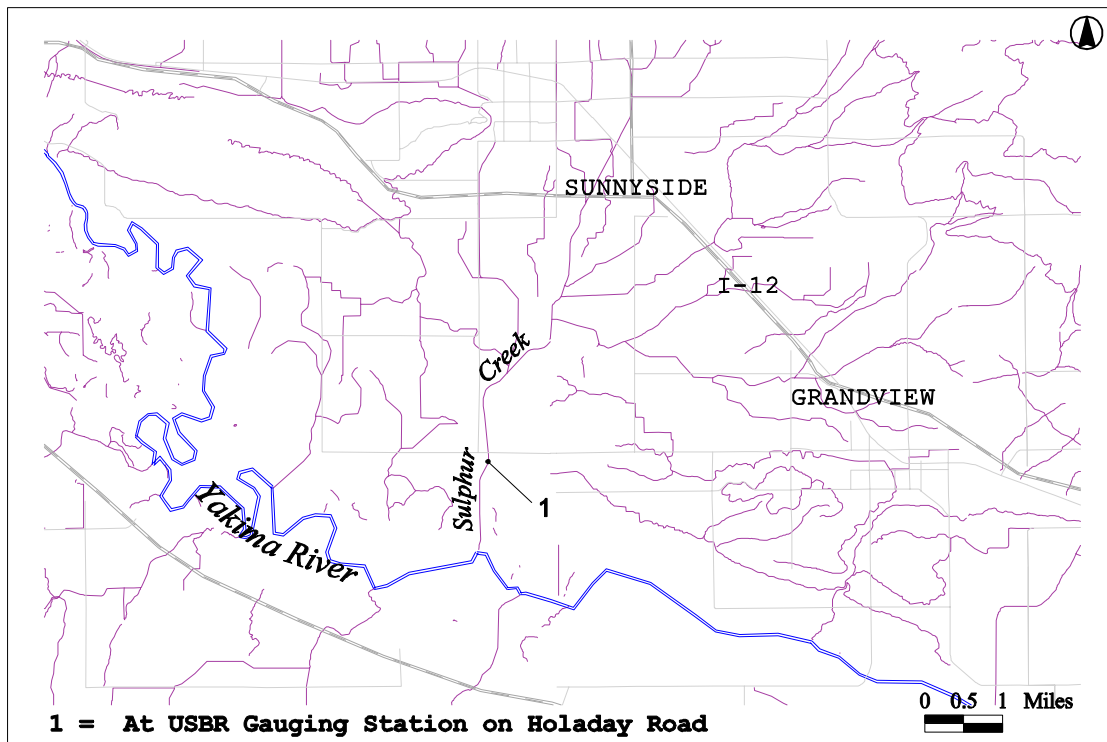 SUNNYSIDE
I-12
Creek
GRANDVIEW
Sulphur
1
Yakima River
0 0.5 1 Miles
1 = At USBR Gauging Station on Holaday Road